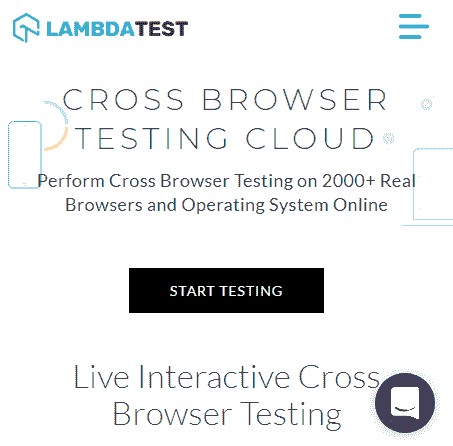 LAMBDATEST
CROSS BROWSER
TESTING CLOUD
Perform Cross Browser Testing on 2000+ Real
Browsers and Operating System Online
START TESTING
Live Interactive Cross
Browser Testing